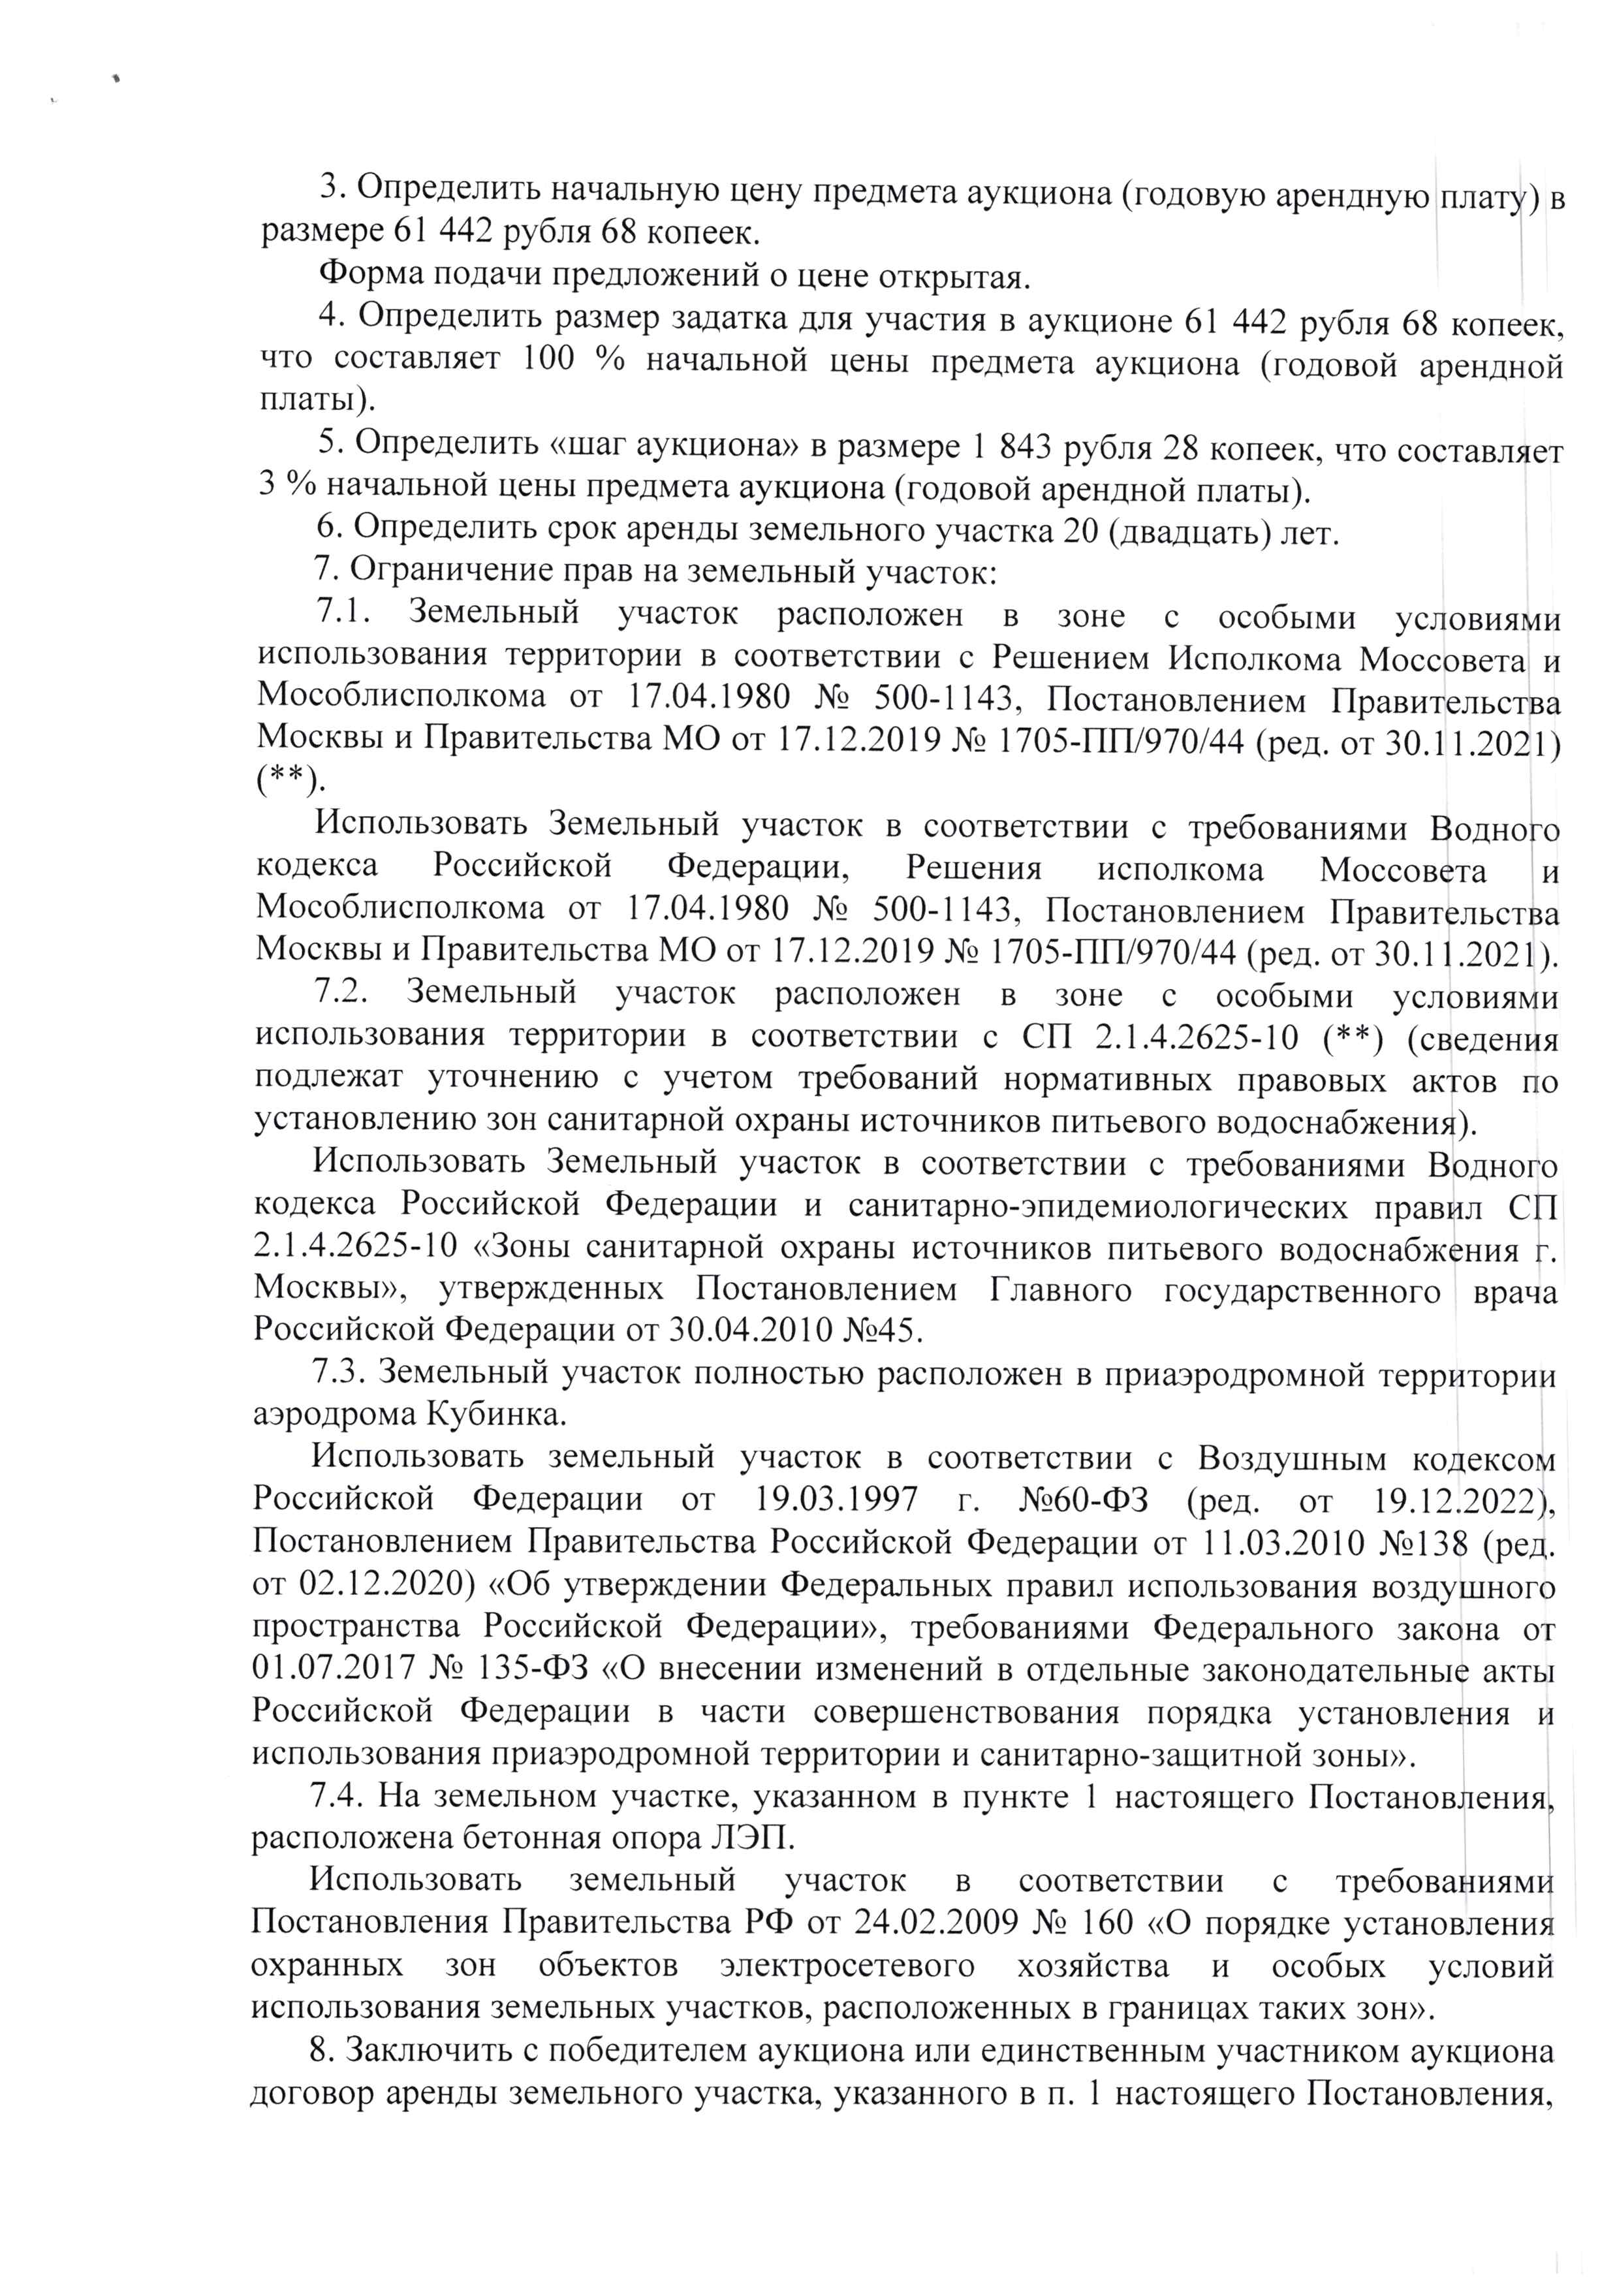 3. Определить начальную цену предмета аукциона (годовую арендную плату) в
размере 61 442 рубля 68 копеек.
Форма подачи предложений о цене открытая.
4. Определить размер задатка для участия в аукционе 61 442 рубля 68 копеек,
что составляет 100 % начальной цены предмета аукциона (годовой арендной
платы).
5. Определить «шаг аукциона» в размере 1 843 рубля 28 копеек, что составляет
3 % начальной цены предмета аукциона (годовой арендной платы).
6. Определить срок аренды земельного участка 20 (двадцать) лет.
7. Ограничение прав на земельный участок:
7.1. Земельный участок расположен в зоне с особыми условиями
использования территории в соответствии с Решением Исполкома Моссовета и
Мособлисполкома от 17.04.1980 № 500-1143, Постановлением Правительства
Москвы и Правительства МО от 17.12.2019 № 1705-ПП/970/44 (ред. от 30.11.2021)
(**).
Использовать Земельный участок в соответствии с требованиями Водного
кодекса Российской Федерации, Решения исполкома Моссовета и
Мособлисполкома от 17.04.1980 № 500-1143, Постановлением Правительства
Москвы и Правительства МО от 17.12.2019 № 1705-ПП/970/44 (ред. от 30.11.2021).
7.2. Земельный участок расположен в зоне с особыми условиями
использования территории в соответствии с СП 2.1.4.2625-10 (**) (сведения
подлежат уточнению с учетом требований нормативных правовых актов по
установлению зон санитарной охраны источников питьевого водоснабжения).
Использовать Земельный участок в соответствии с требованиями Водного
кодекса Российской Федерации и санитарно-эпидемиологических правил СП
2.1.4.2625-10 «Зоны санитарной охраны источников питьевого водоснабжения г.
Москвы», утвержденных Постановлением Главного государственного врача
Российской Федерации от 30.04.2010 №45.
7.3. Земельный участок полностью расположен в приаэродромной территории
аэродрома Кубинка.
Использовать земельный участок в соответствии с Воздушным кодексом
Российской Федерации от 19.03.1997 г. №60-ФЗ (ред. от 19.12.2022),
Постановлением Правительства Российской Федерации от 11.03.2010 №138 (ред.
от 02.12.2020) «Об утверждении Федеральных правил использования воздушного
пространства Российской Федерации», требованиями Федерального закона от
01.07.2017 № 135-ФЗ «О внесении изменений в отдельные законодательные акты
Российской Федерации в части совершенствования порядка установления и
использования приаэродромной территории и санитарно-защитной зоны».
7.4. На земельном участке, указанном в пункте 1 настоящего Постановления,
расположена бетонная опора ЛЭП.
Использовать земельный участок в соответствии с требованиями
Постановления Правительства РФ от 24.02.2009 № 160 «О порядке установления
охранных зон объектов электросетевого хозяйства и особых условий
использования земельных участков, расположенных в границах таких зон».
8. Заключить с победителем аукциона или единственным участником аукциона
договор аренды земельного участка, указанного в п. 1 настоящего Постановления,